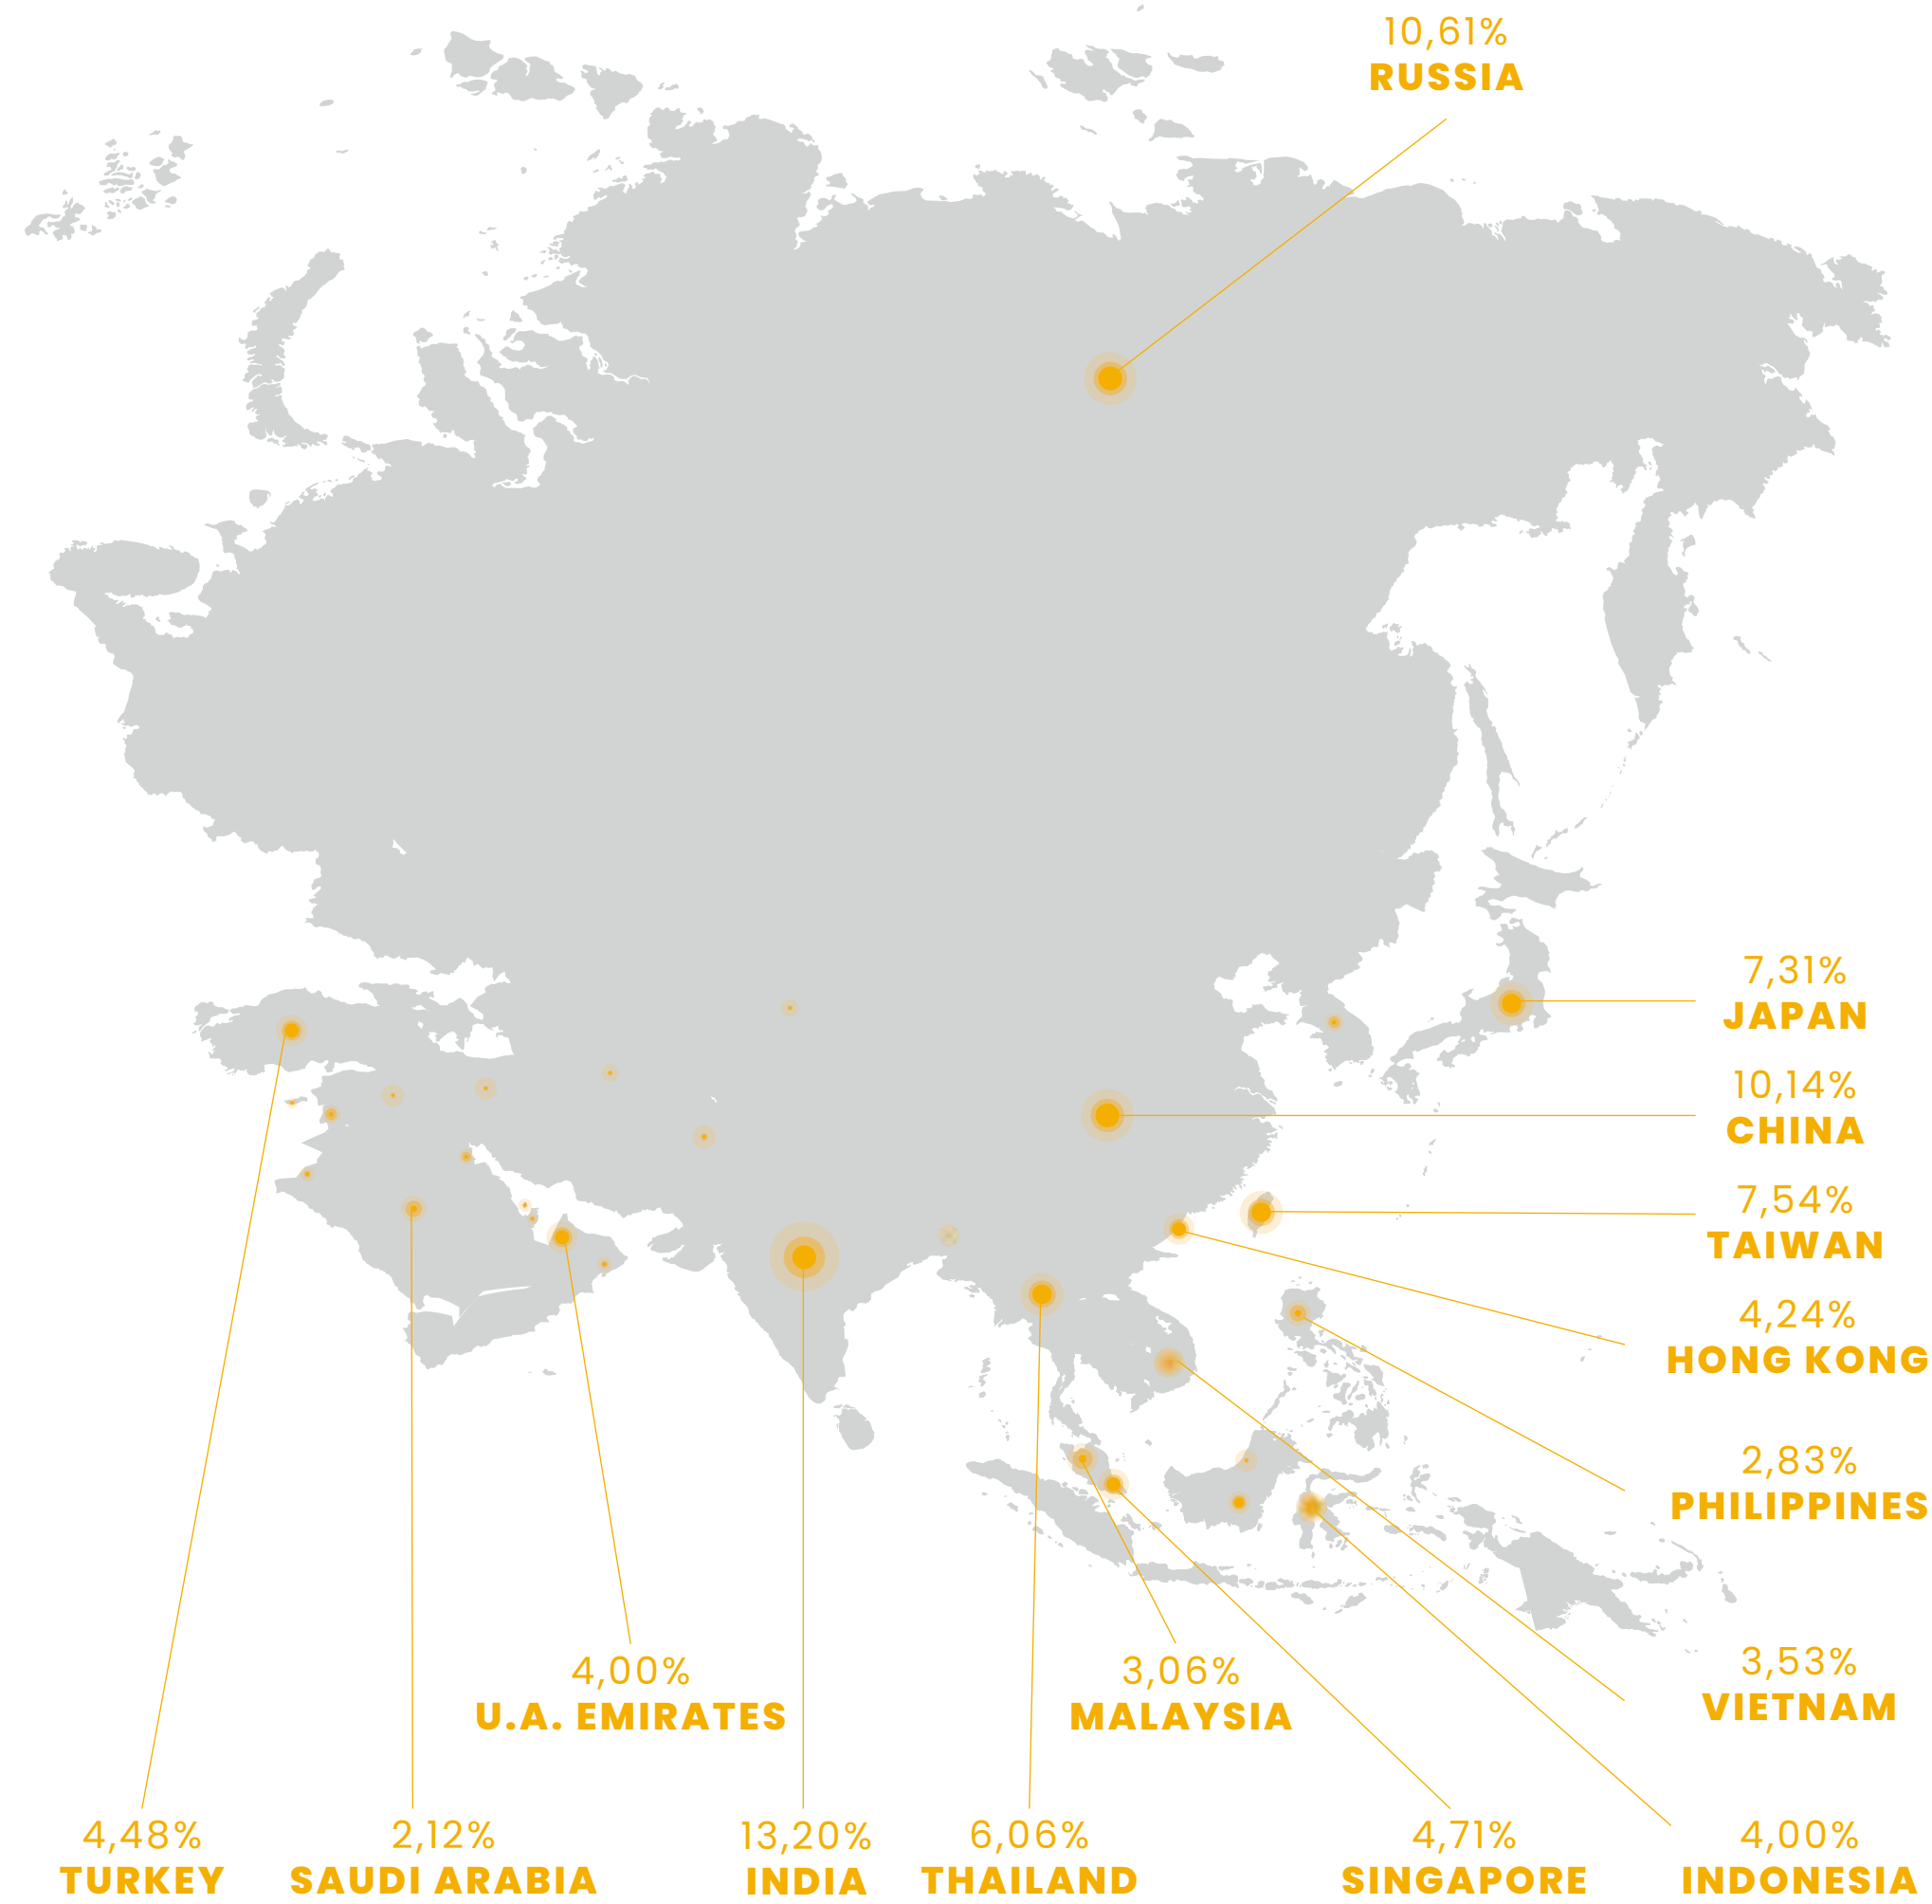 10,61%
RUSSIA
7,31%
JAPAN
10,14%
CHINA
7,54%
TAIWAN
4,24%
HONG KONG
2,83%
PHILIPPINES
3,53%
VIETNAM
4,00%
U.A. EMIRATES
3,06%
MALAYSIA
4,48%
TURKEY
2,12%
SAUDI ARABIA
13,20%
INDIA
6,06%
THAILAND
4,71%
SINGAPORE
4,00%
INDONESIA